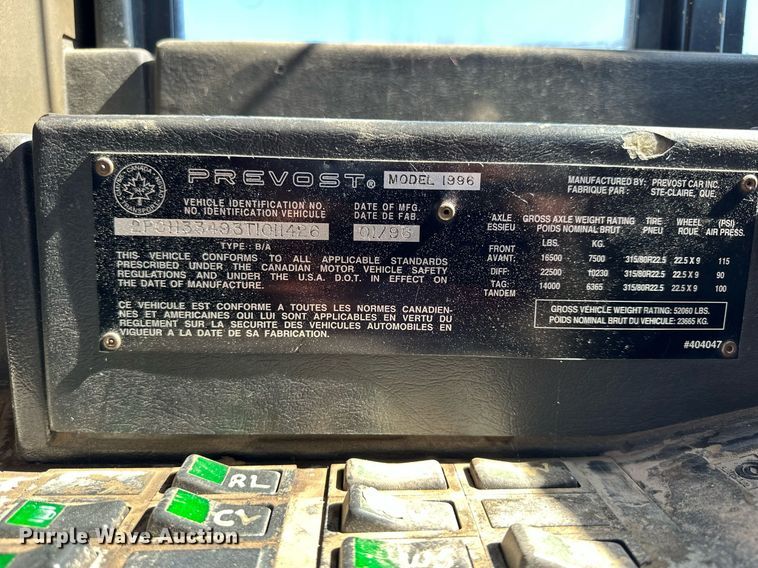 PREVOST® MODEL 1996
MANUFACTURED BY: PREVOST CAR INC.
FABRIQUE PAR: STE-CLAIRE, QUE.
VEHICLE IDENTIFICATION NO.
NO. IDENTIFICATION VEHICULE
DATE OF MFG.
DATE DE FAB.
01/96
TYPE: B/A
THIS VEHICLE CONFORMS TO ALL APPLICABLE STANDARDS
PRESCRIBED UNDER THE CANADIAN MOTOR VEHICLE SAFETY
REGULATIONS AND UNDER THE U.S.A. D.O.T. IN EFFECT ON
THE DATE OF MANUFACTURE.
CE VEHICULE EST CONFORME A TOUTES LES NORMES CANADIEN-
NES ET AMERICAINES QUI LUI SONT APPLICABLES EN VERTU DU
REGLEMENT SUR LA SECURITE DES VEHICULES AUTOMOBILES EN
VIGUEUR A LA DATE DE SA FABRICATION.
AXLE GROSS AXLE WEIGHT RATING TIRE WHEEL (PSI)
ESSIEU POIDS NOMINAL BRUT PNEU ROUE AIR PRESS.
LBS. KG.
FRONT
AVANT: 16500 7500 315/80R22.5 22.5 X 9 115
DIFF: 22500 10230 315/80R22.5 22.5 X 9 90
TAG: 14000 6365 315/80R22.5 22.5 X 9 100
TANDEM
GROSS VEHICLE WEIGHT RATING: 52060 LBS.
POIDS NOMINAL BRUT DU VEHICULE: 23665 KG.
#404047
RL
CV
Purple Wave Auction